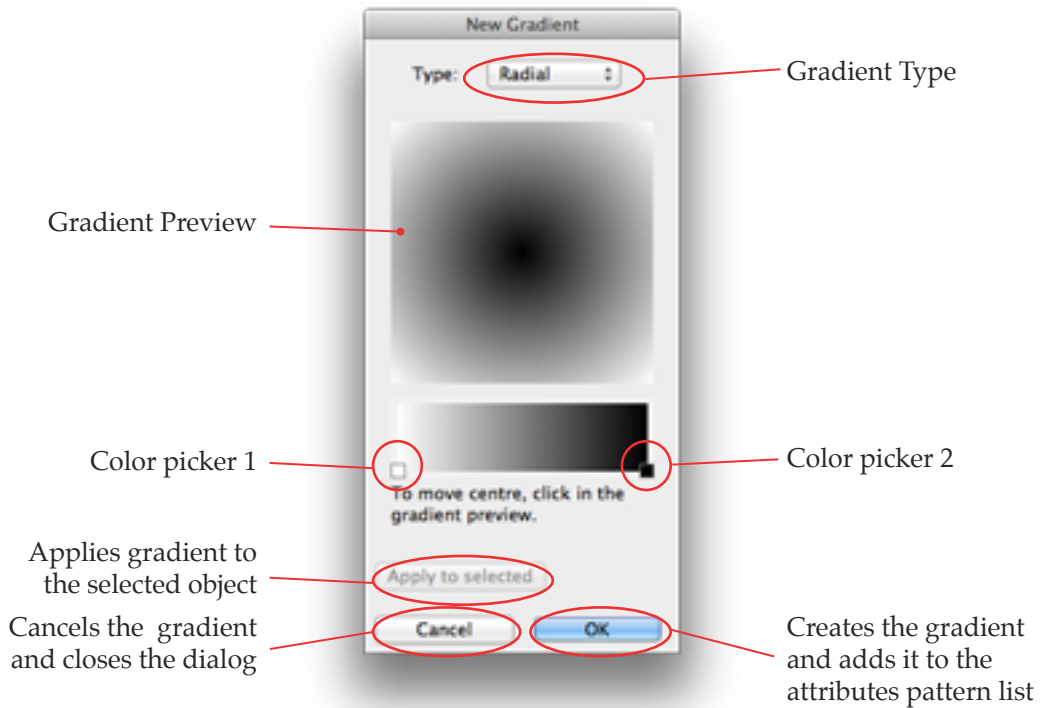 New Gradient
Type: Radial
Gradient Type
Gradient Preview
Color picker 1
Color picker 2
To move centre, click in the
gradient preview.
Applies gradient to
the selected object
Apply to selected
Cancels the gradient
and closes the dialog
Cancel
OK
Creates the gradient
and adds it to the
attributes pattern list